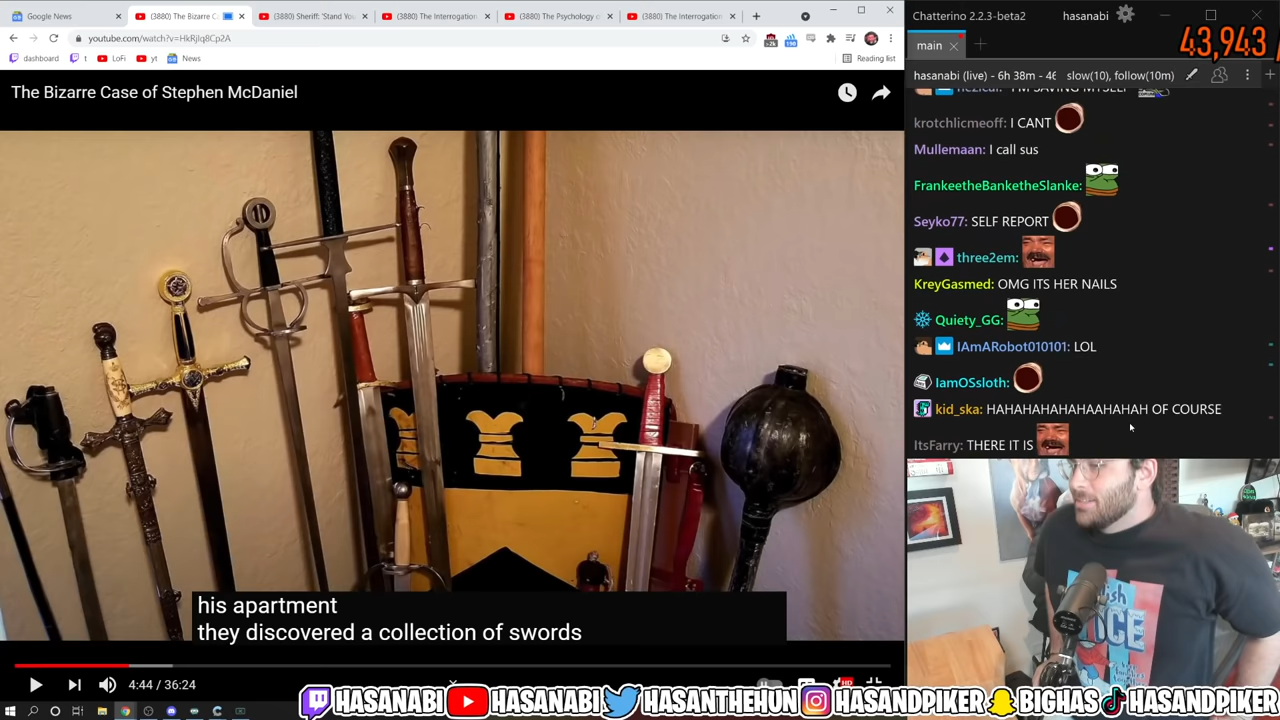 Google News
(3880) The Bizarre C
(3880) Sheriff: 'Stand You
(3880) The Interrogation
(3880) The Psychology o
(3880) The Interrogation
youtube.com/watch?v=HkRjIq8Cp2A
dashboard
t
LoFi
yt
News
Reading list
The Bizarre Case of Stephen McDaniel
his apartment
they discovered a collection of swords
4:44 / 36:24
HD
Chatterino 2.2.3-beta2
hasanabi
43,943
main
hasanabi (live) - 6h 38m - 46
slow(10), follow(10m)
krotchlicmeoff: I CANT
Mullemaan: I call sus
FrankeetheBanketheSlanke:
Seyko77: SELF REPORT
three2em:
KreyGasmed: OMG ITS HER NAILS
Quiety_GG:
IAmARobot010101: LOL
IamOSsloth:
kid_ska: HAHAHAHAHAHAAHAHAH OF COURSE
ItsFarry: THERE IT IS
HASANABI HASANABI HASANTHEHUN HASANDPIKER BIGHAS HASANDPIKER